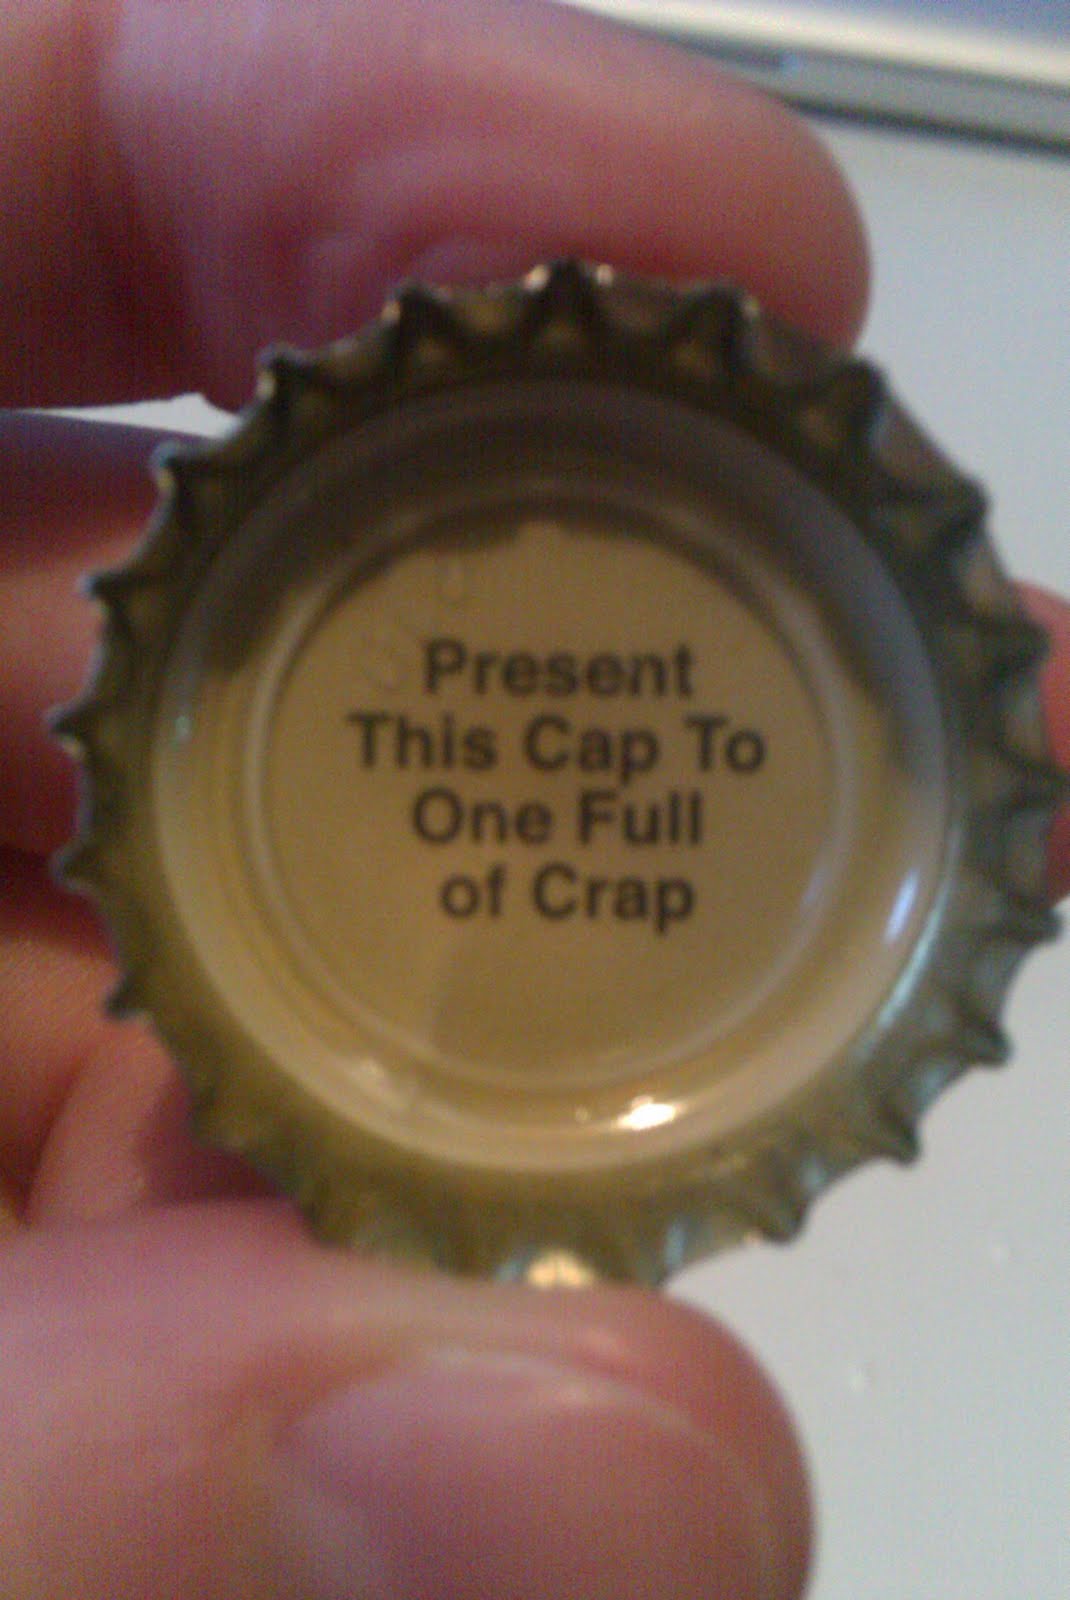 Present
This Cap To
One Full
of Crap